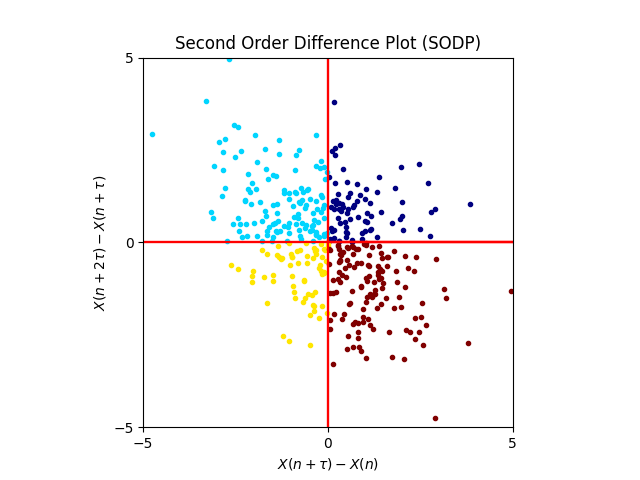 Second Order Difference Plot (SODP)
5
0
−5
X(n + 2τ) − X(n + τ)
−5
0
5
X(n + τ) − X(n)